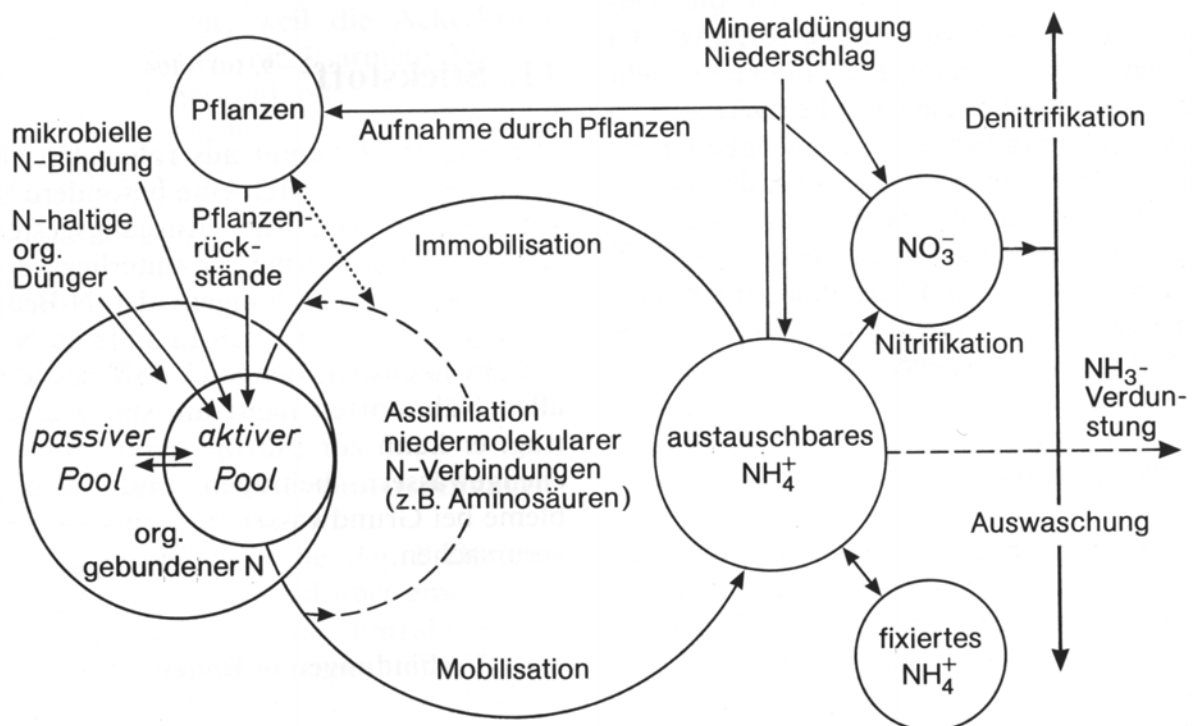 Mineraldüngung
Niederschlag
Pflanzen
Aufnahme durch Pflanzen
Denitrifikation
mikrobielle
N-Bindung
N-haltige
org.
Dünger
Pflanzen-
rück-
stände
Immobilisation
NO₃⁻
Nitrifikation
NH₃-
Verdun-
stung
passiver
Pool
aktiver
Pool
org.
gebundener N
Assimilation
niedermolekularer
N-Verbindungen
(z.B. Aminosäuren)
austauschbares
NH₄⁺
Auswaschung
fixiertes
NH₄⁺
Mobilisation